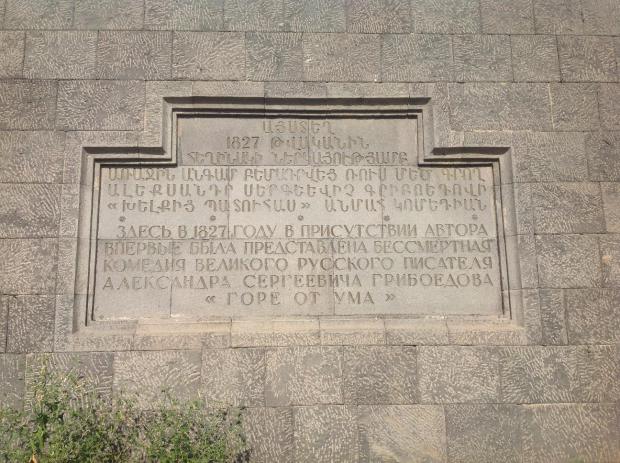 ԱՅՍՏԵՂ
1827 ԹՎԱԿԱՆԻՆ
ՀԵՂԻՆԱԿԻ ՆԵՐԿԱՅՈՒԹՅԱՄԲ
ԱՌԱՋԻՆ ԱՆԳԱՄ ԲԵՄԱԴՐՎԵՑ ՌՈՒՍ ՄԵԾ ԳՐՈՂ
ԱԼԵՔՍԱՆԴՐ ՍԵՐԳԵԵՎԻՉ ԳՐԻԲՈԵԴՈՎԻ
« ԽԵԼՔԻՑ ՊԱՏՈՒՀԱՍ » ԱՆՄԱՀ ԿՈՄԵԴԻԱՆ
ЗДЕСЬ В 1827 ГОДУ В ПРИСУТСТВИИ АВТОРА
ВПЕРВЫЕ БЫЛА ПРЕДСТАВЛЕНА БЕССМЕРТНАЯ
КОМЕДИЯ ВЕЛИКОГО РУССКОГО ПИСАТЕЛЯ
АЛЕКСАНДРА СЕРГЕЕВИЧА ГРИБОЕДОВА
« ГОРЕ ОТ УМА »